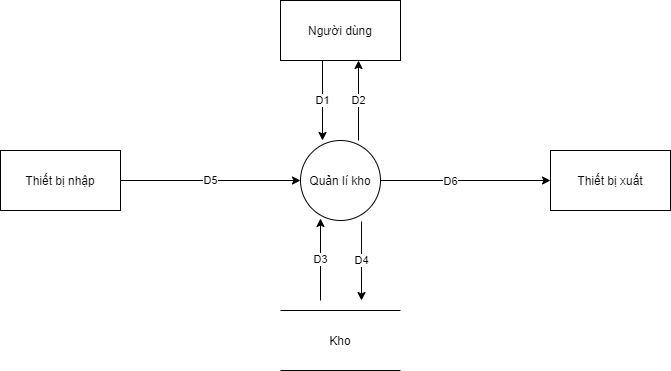 Người dùng
D1
D2
Thiết bị nhập
D5
Quản lí kho
D6
Thiết bị xuất
D3
D4
Kho